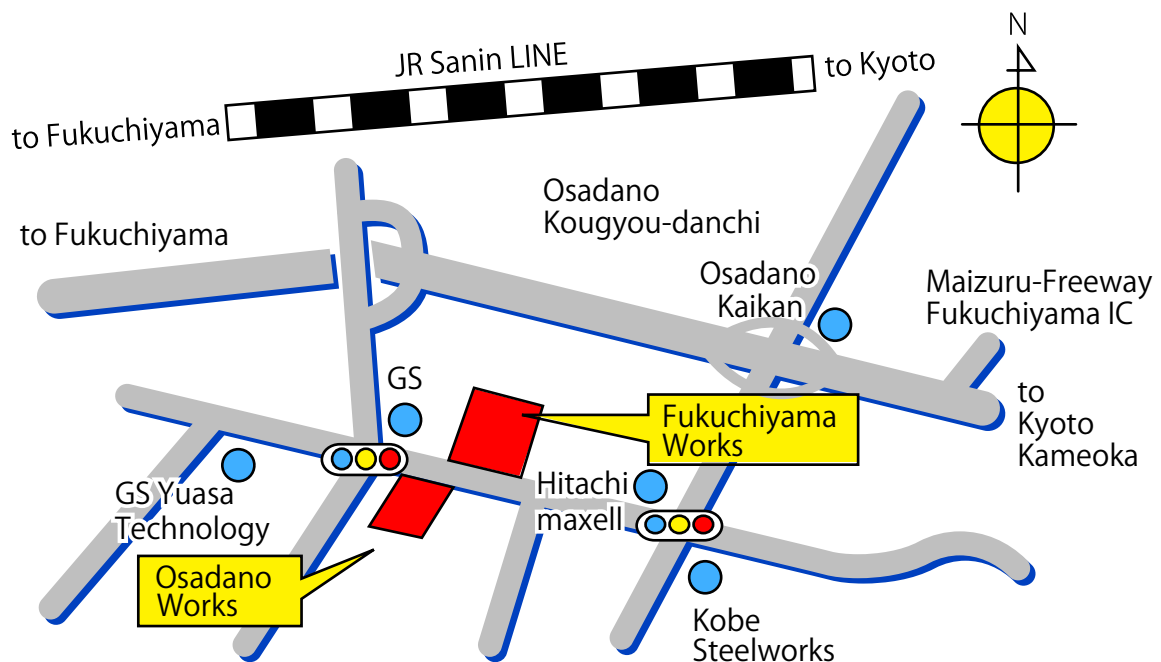 N
JR Sanin LINE
to Kyoto
to Fukuchiyama
Osadano
Kougyou-danchi
to Fukuchiyama
Osadano
Kaikan
Maizuru-Freeway
Fukuchiyama IC
GS
Fukuchiyama
Works
to
Kyoto
Kameoka
GS Yuasa
Technology
Hitachi
maxell
Osadano
Works
Kobe
Steelworks